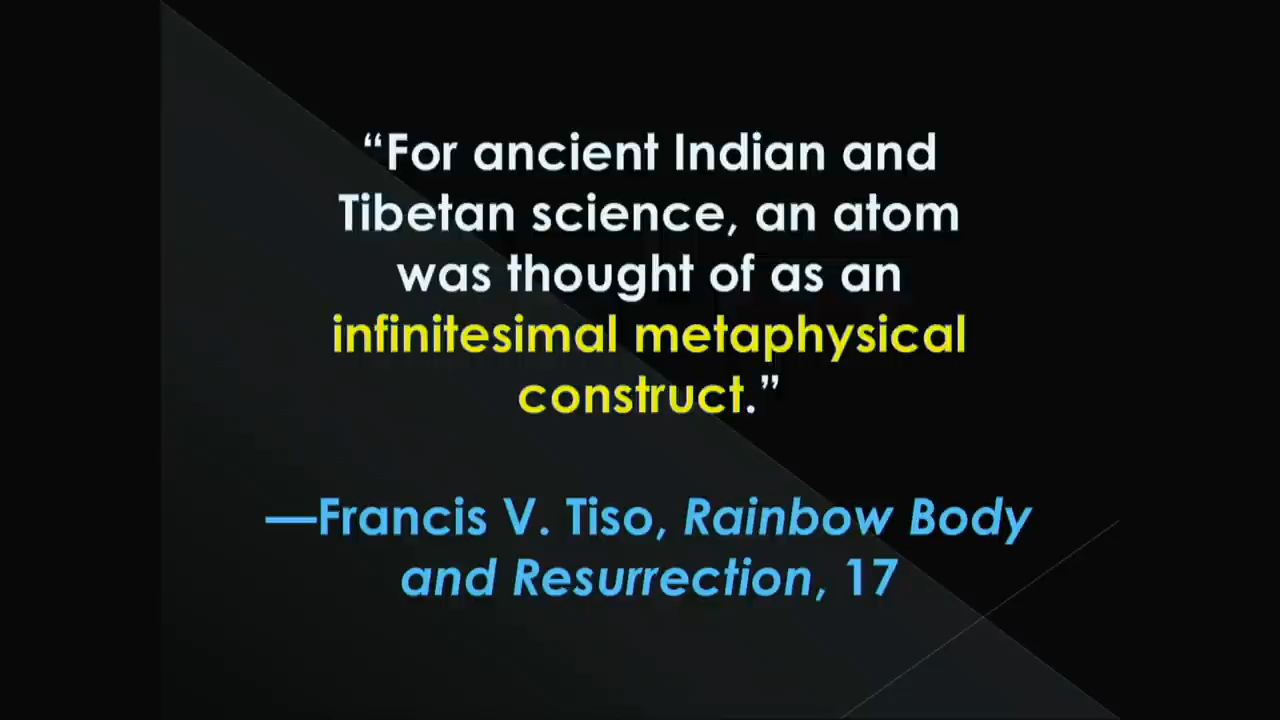 “For ancient Indian and
Tibetan science, an atom
was thought of as an
infinitesimal metaphysical
construct.”
—Francis V. Tiso, Rainbow Body
and Resurrection, 17